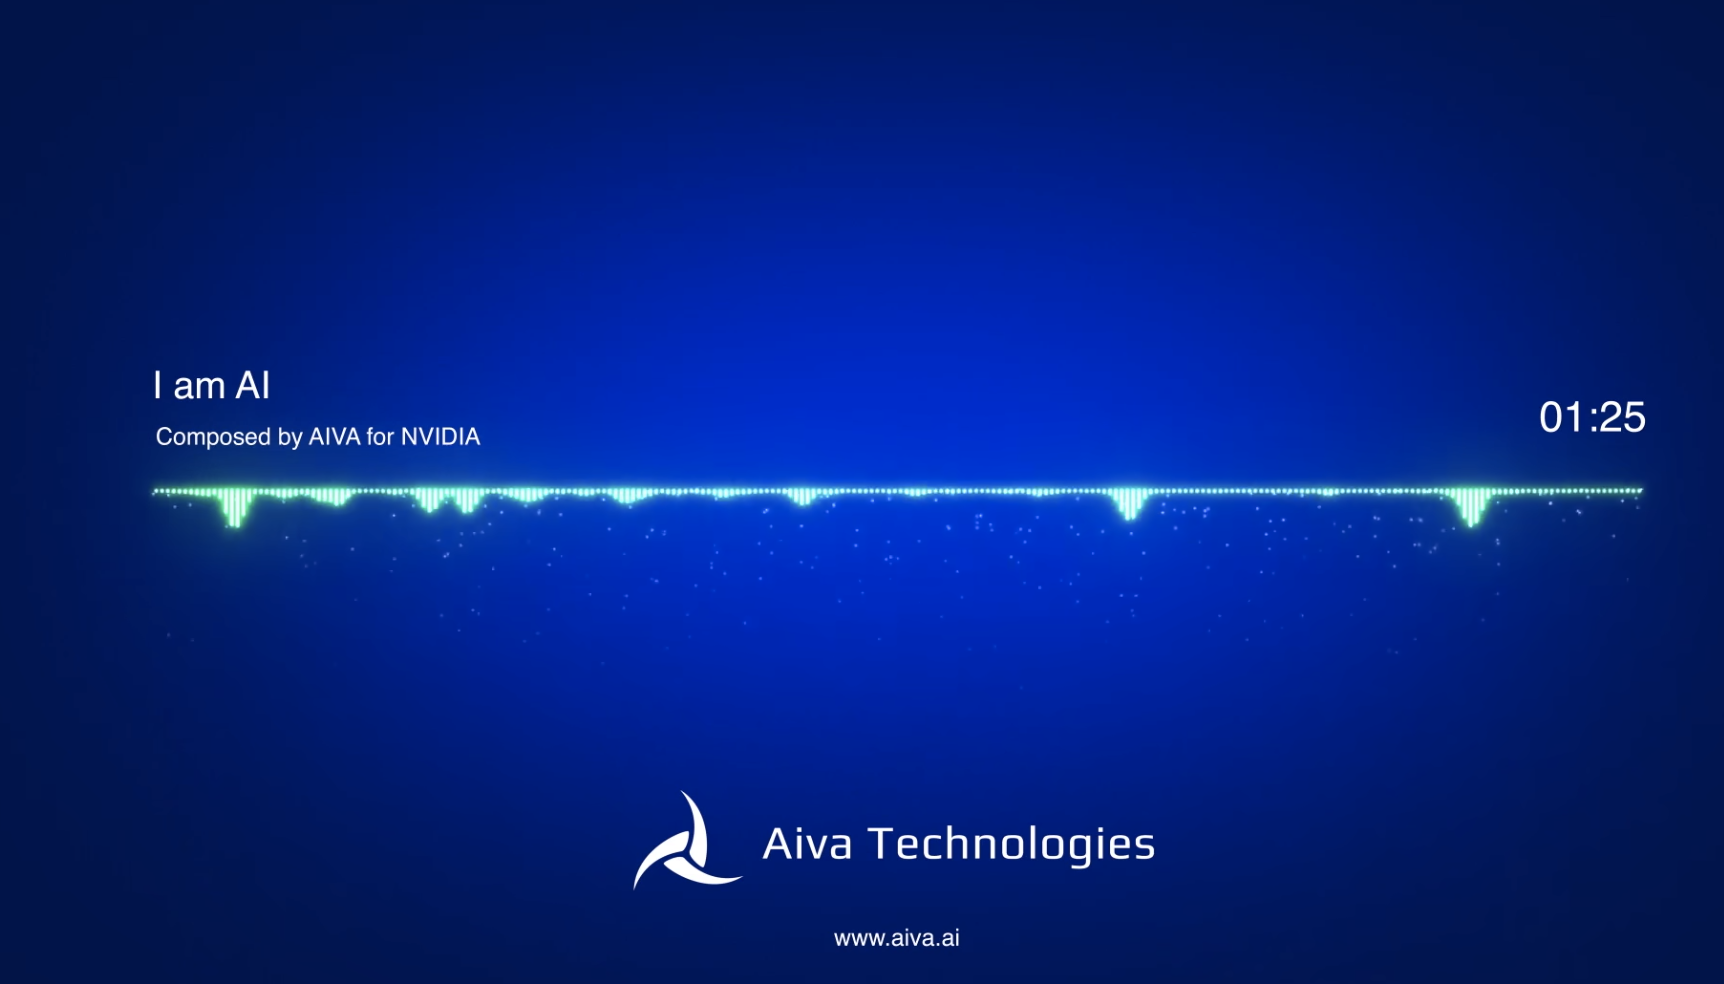 I am AI
Composed by AIVA for NVIDIA
01:25
Aiva Technologies
www.aiva.ai